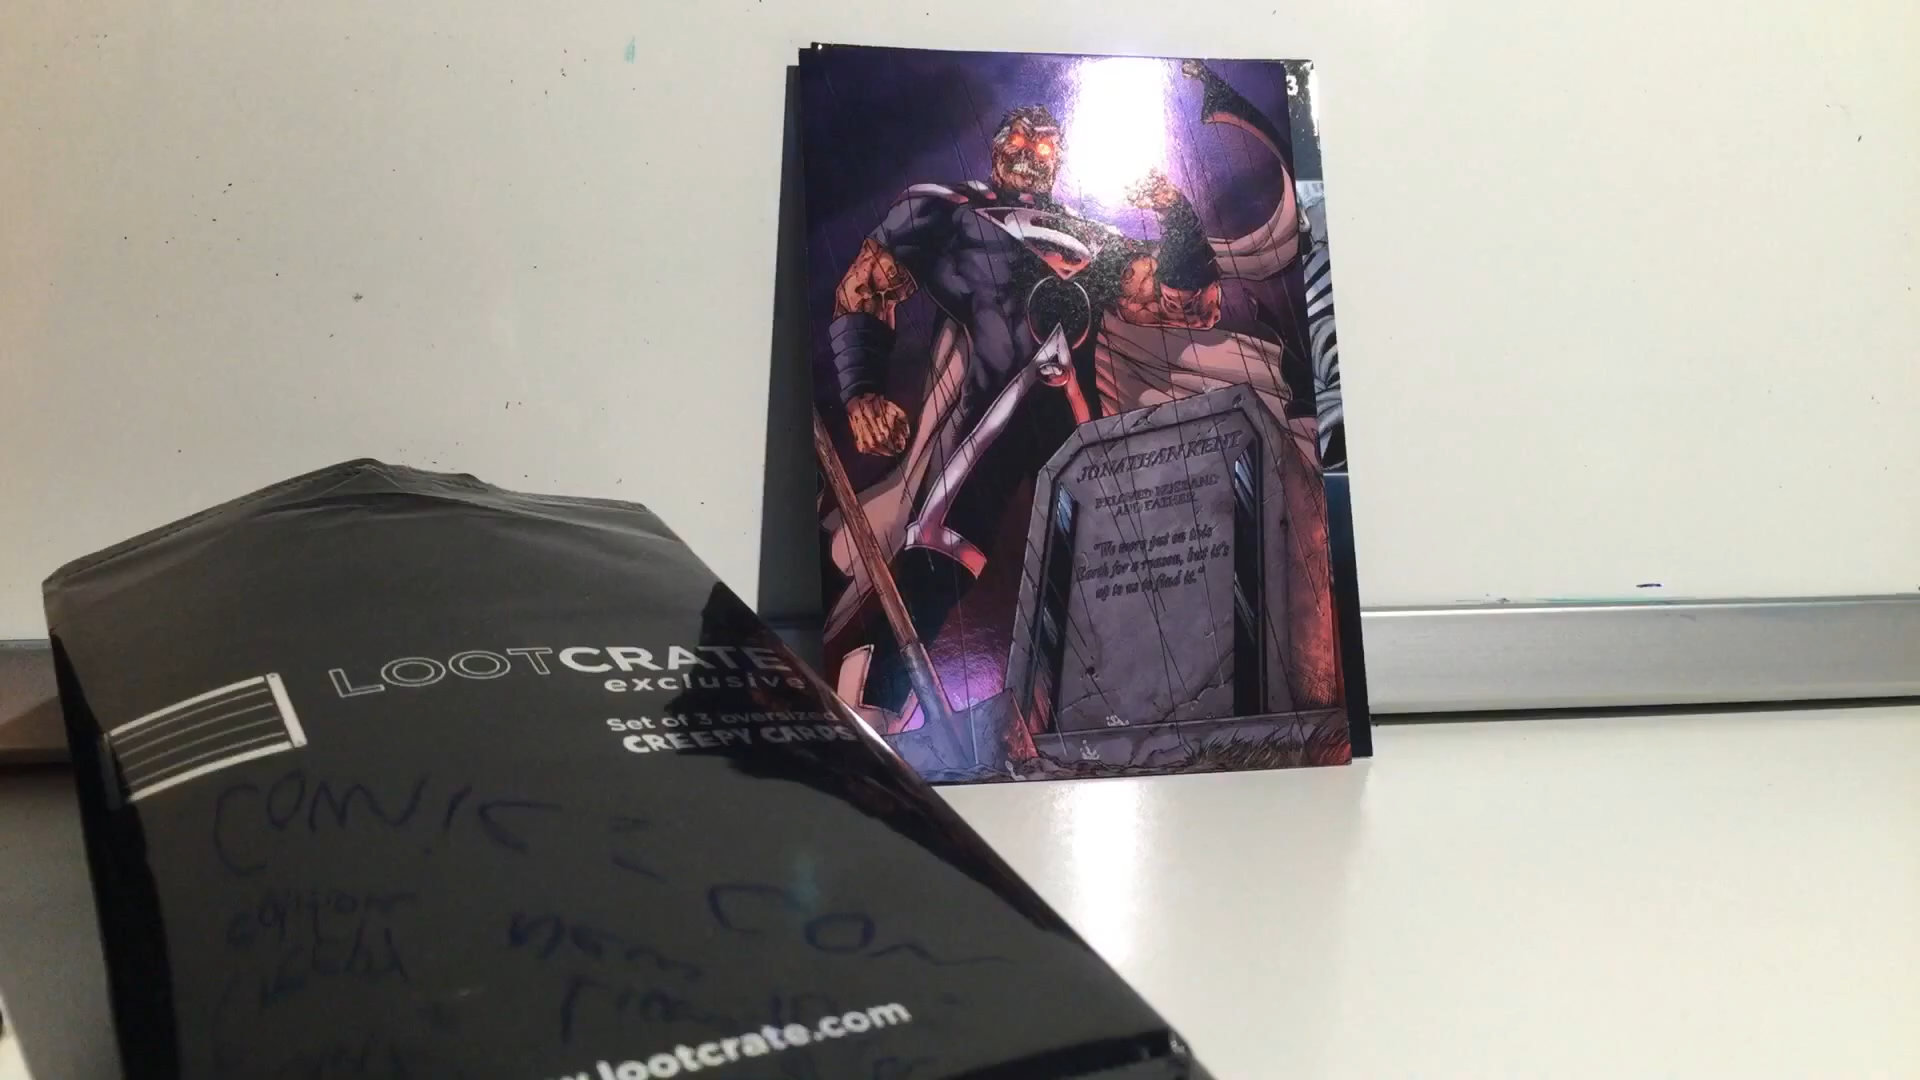 3
JONATHAN KENT
BELOVED HUSBAND
AND FATHER
"We were put on this
Earth for a reason, but it's
up to us to find it."
LOOTCRATE
exclusive
Set of 3 oversized
CREEPY CARDS
COMIC =
CON
lootcrate.com